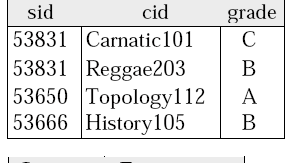 sid cid grade
53831 Carnatic101 C
53831 Reggae203 B
53650 Topology112 A
53666 History105 B